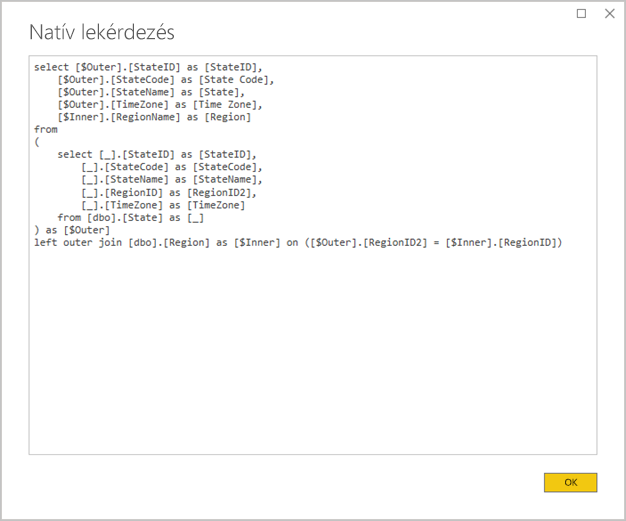 Natív lekérdezés
select [$Outer].[StateID] as [StateID],
    [$Outer].[StateCode] as [State Code],
    [$Outer].[StateName] as [State],
    [$Outer].[TimeZone] as [Time Zone],
    [$Inner].[RegionName] as [Region]
from
(
    select [_].[StateID] as [StateID],
        [_].[StateCode] as [StateCode],
        [_].[StateName] as [StateName],
        [_].[RegionID] as [RegionID2],
        [_].[TimeZone] as [TimeZone]
    from [dbo].[State] as [_]
) as [$Outer]
left outer join [dbo].[Region] as [$Inner] on ([$Outer].[RegionID2] = [$Inner].[RegionID])
OK